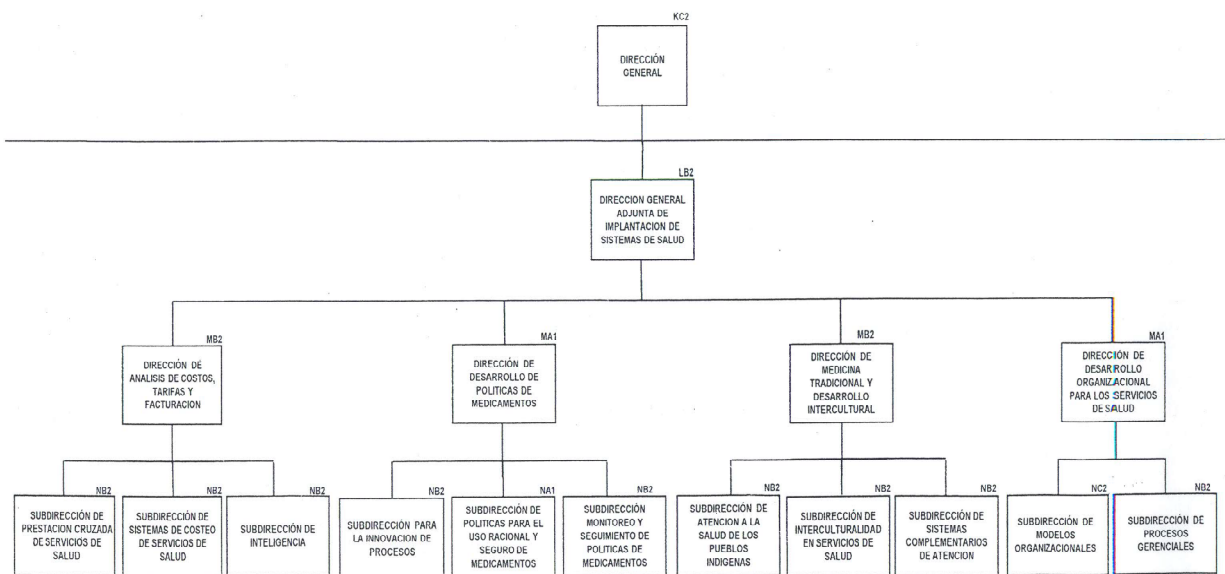 KC2
DIRECCIÓN
GENERAL
LB2
DIRECCION GENERAL
ADJUNTA DE
IMPLANTACION DE
SISTEMAS DE SALUD
MB2
DIRECCIÓN DE
ANALISIS DE COSTOS,
TARIFAS Y
FACTURACION
MA1
DIRECCIÓN DE
DESARROLLO DE
POLITICAS DE
MEDICAMENTOS
MB2
DIRECCIÓN DE
MEDICINA
TRADICIONAL Y
DESARROLLO
INTERCULTURAL
MA1
DIRECCIÓN DE
DESARROLLO
ORGANIZACIONAL
PARA LOS SERVICIOS
DE SALUD
NB2
SUBDIRECCIÓN DE
PRESTACION CRUZADA
DE SERVICIOS DE
SALUD
NB2
SUBDIRECCIÓN DE
SISTEMAS DE COSTEO
DE SERVICIOS DE
SALUD
NB2
SUBDIRECCIÓN DE
INTELIGENCIA
NB2
SUBDIRECCIÓN PARA
LA INNOVACION DE
PROCESOS
NA1
SUBDIRECCIÓN DE
POLITICAS PARA EL
USO RACIONAL Y
SEGURO DE
MEDICAMENTOS
NB2
SUBDIRECCIÓN
MONITOREO Y
SEGUIMIENTO DE
POLITICAS DE
MEDICAMENTOS
NB2
SUBDIRECCIÓN DE
ATENCION A LA
SALUD DE LOS
PUEBLOS
INDIGENAS
NB2
SUBDIRECCIÓN DE
INTERCULTURALIDAD
EN SERVICIOS DE
SALUD
NB2
SUBDIRECCIÓN DE
SISTEMAS
COMPLEMENTARIOS
DE ATENCION
NC2
SUBDIRECCIÓN DE
MODELOS
ORGANIZACIONALES
NB2
SUBDIRECCIÓN DE
PROCESOS
GERENCIALES